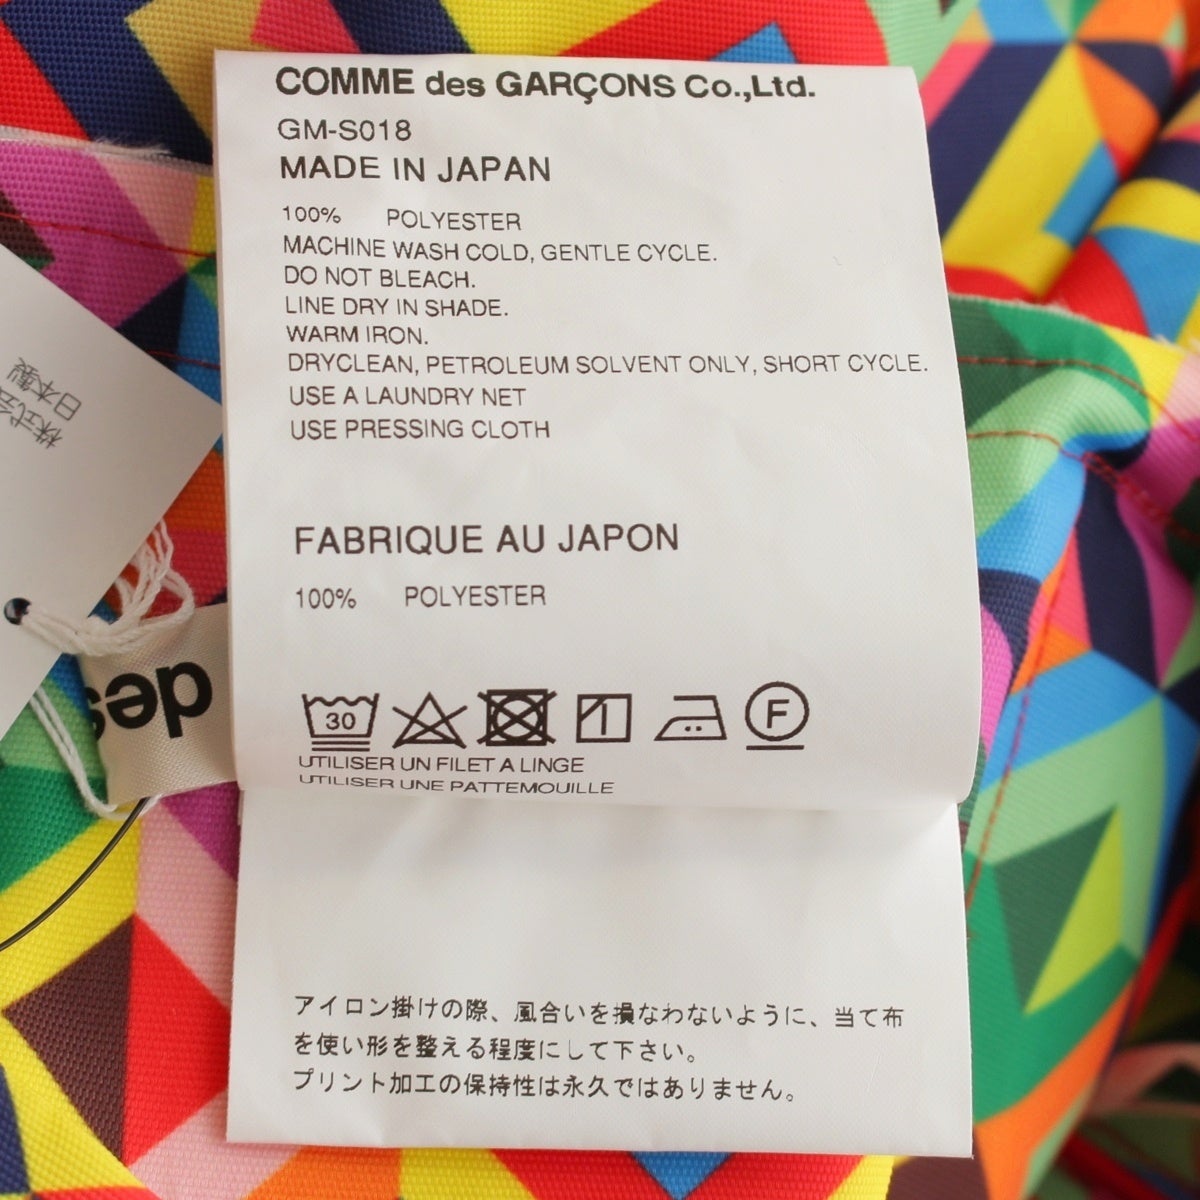 COMME des GARÇONS Co.,Ltd.
GM-S018
MADE IN JAPAN
100% POLYESTER
MACHINE WASH COLD, GENTLE CYCLE.
DO NOT BLEACH.
LINE DRY IN SHADE.
WARM IRON.
DRYCLEAN, PETROLEUM SOLVENT ONLY, SHORT CYCLE.
USE A LAUNDRY NET
USE PRESSING CLOTH
FABRIQUE AU JAPON
100% POLYESTER
30
F
UTILISER UN FILET A LINGE
UTILISER UNE PATTEMOUILLE
アイロン掛けの際、風合いを損なわないように、当て布
を使い形を整える程度にして下さい。
プリント加工の保持性は永久ではありません。
日本製
株式会
des